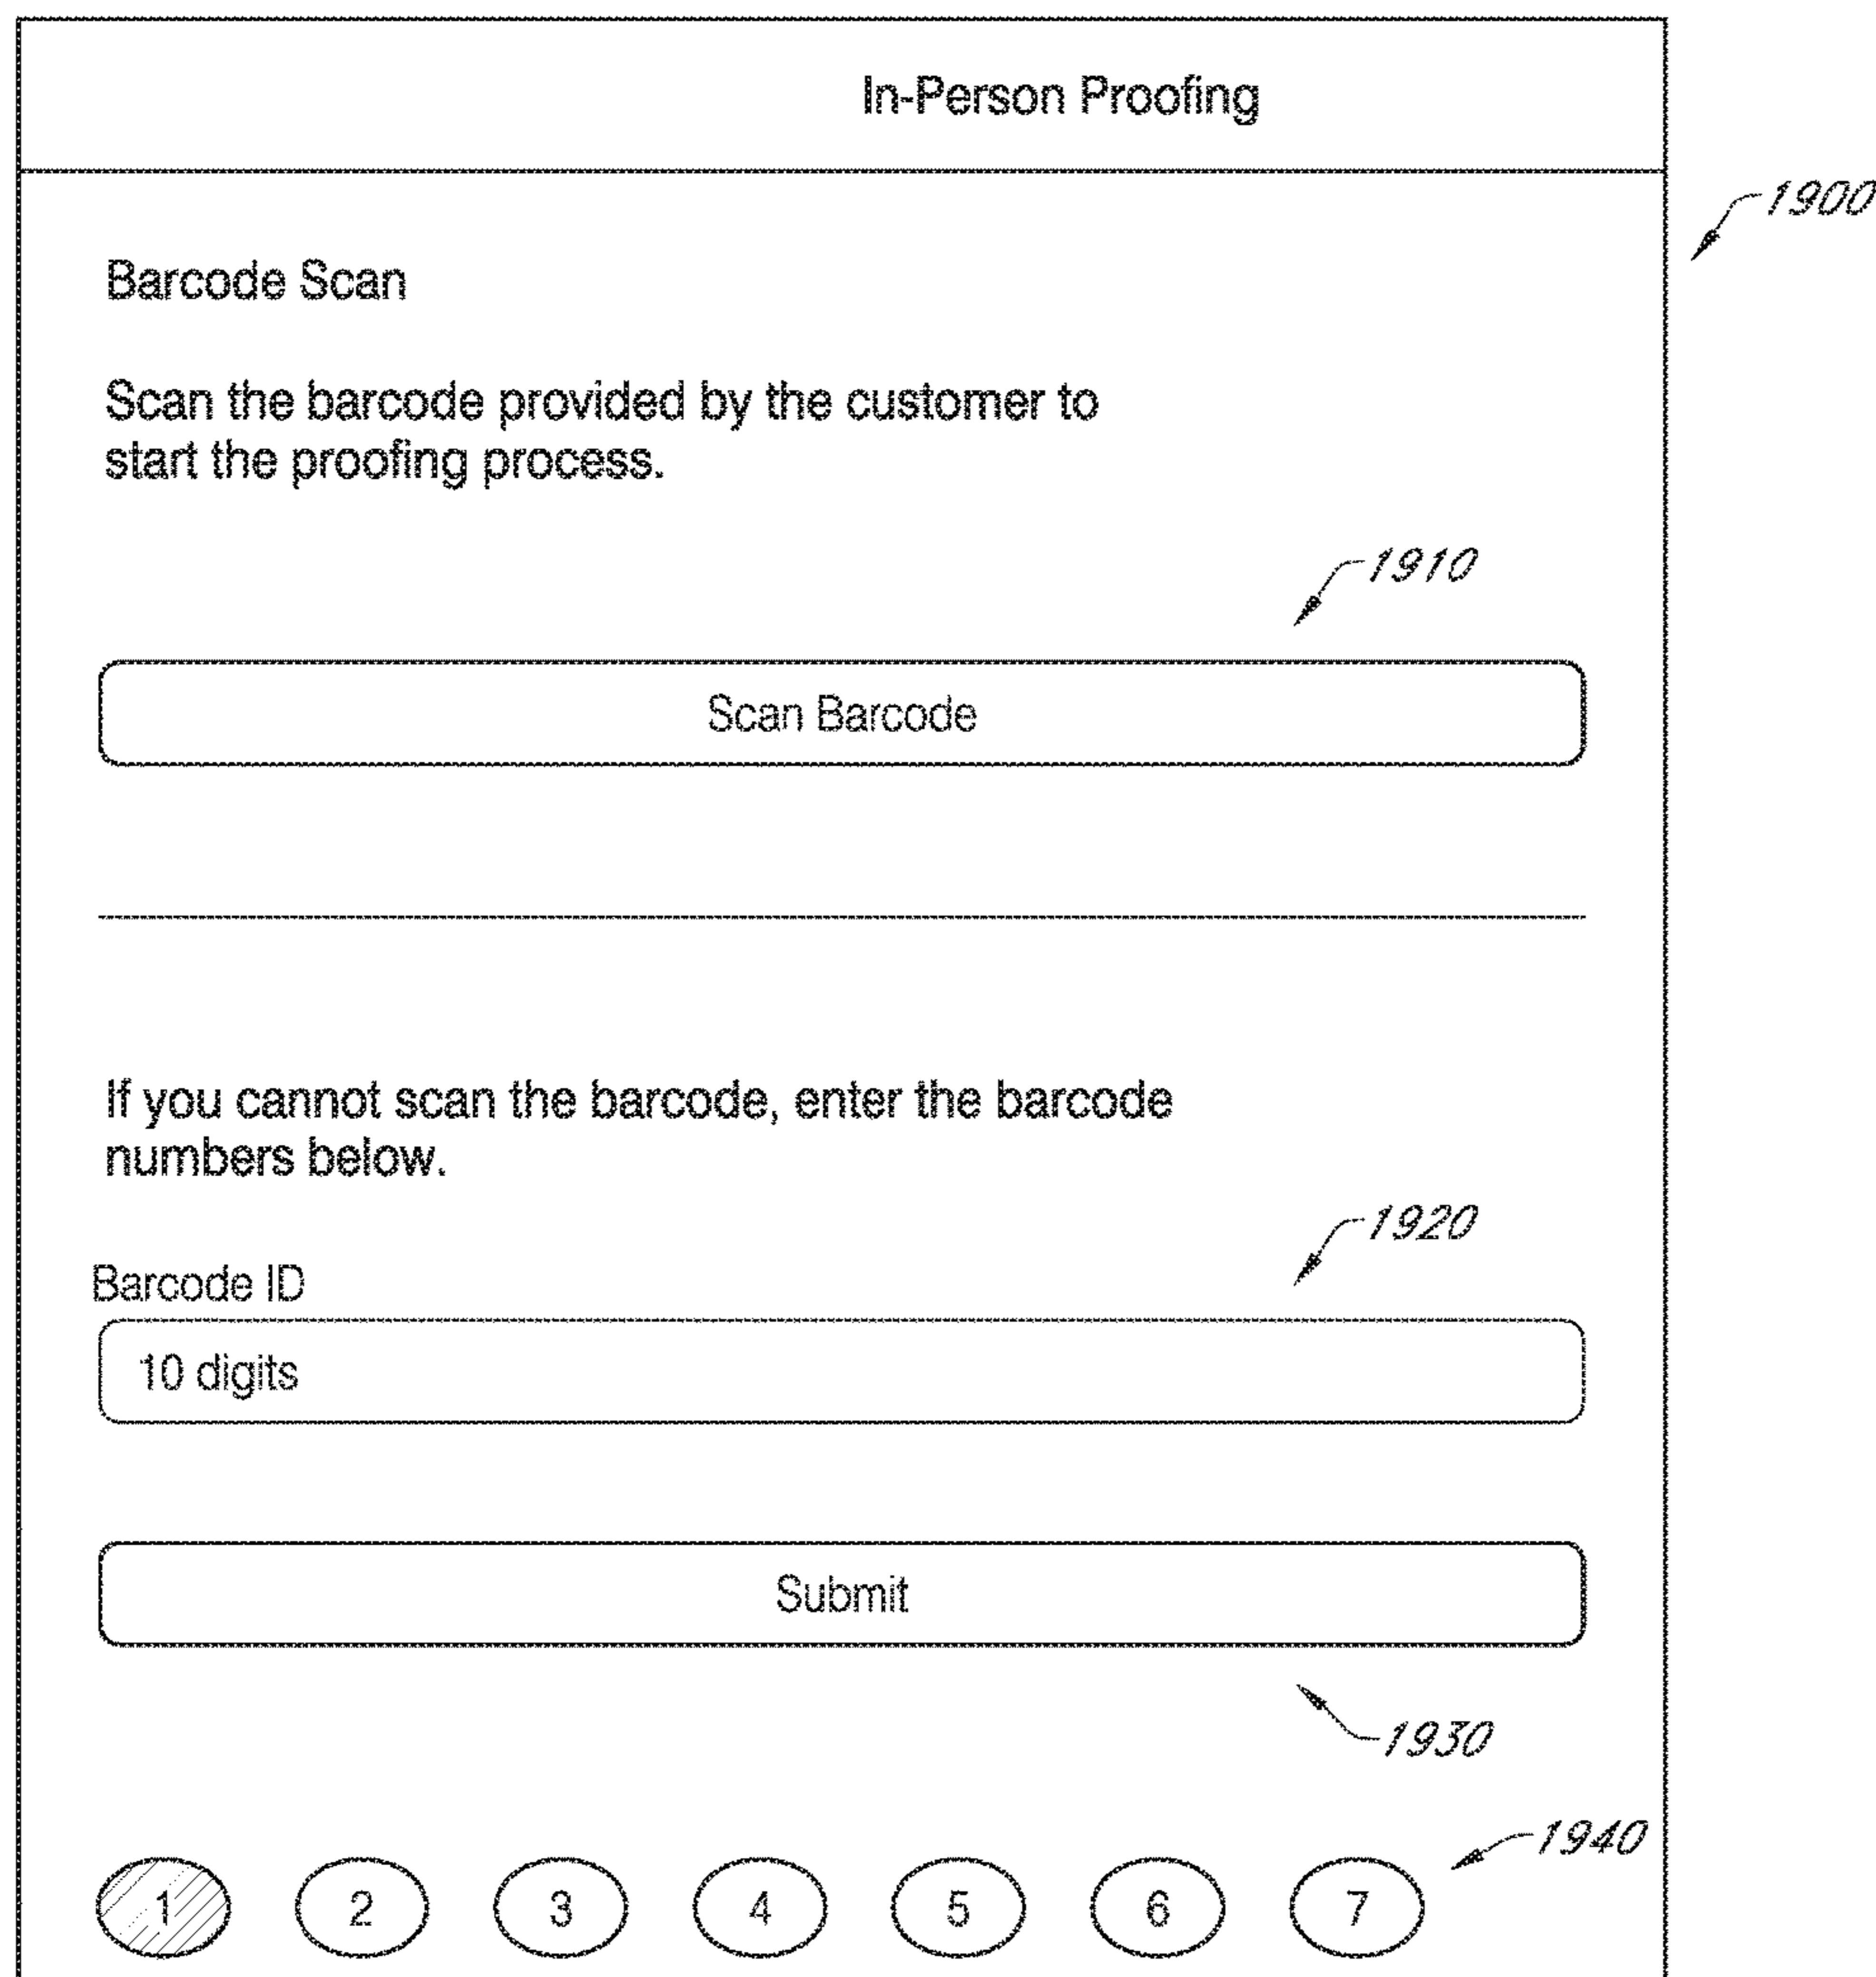 In-Person Proofing
1900
Barcode Scan
Scan the barcode provided by the customer to
start the proofing process.
1910
Scan Barcode
If you cannot scan the barcode, enter the barcode
numbers below.
1920
Barcode ID
10 digits
Submit
1930
1940
1 2 3 4 5 6 7